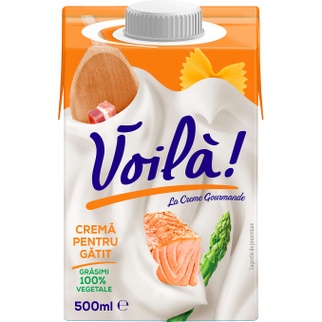 Voilà!
La Creme Gourmande
CREMĂ
PENTRU
GĂTIT
GRĂSIMI
100%
VEGETALE
500ml e